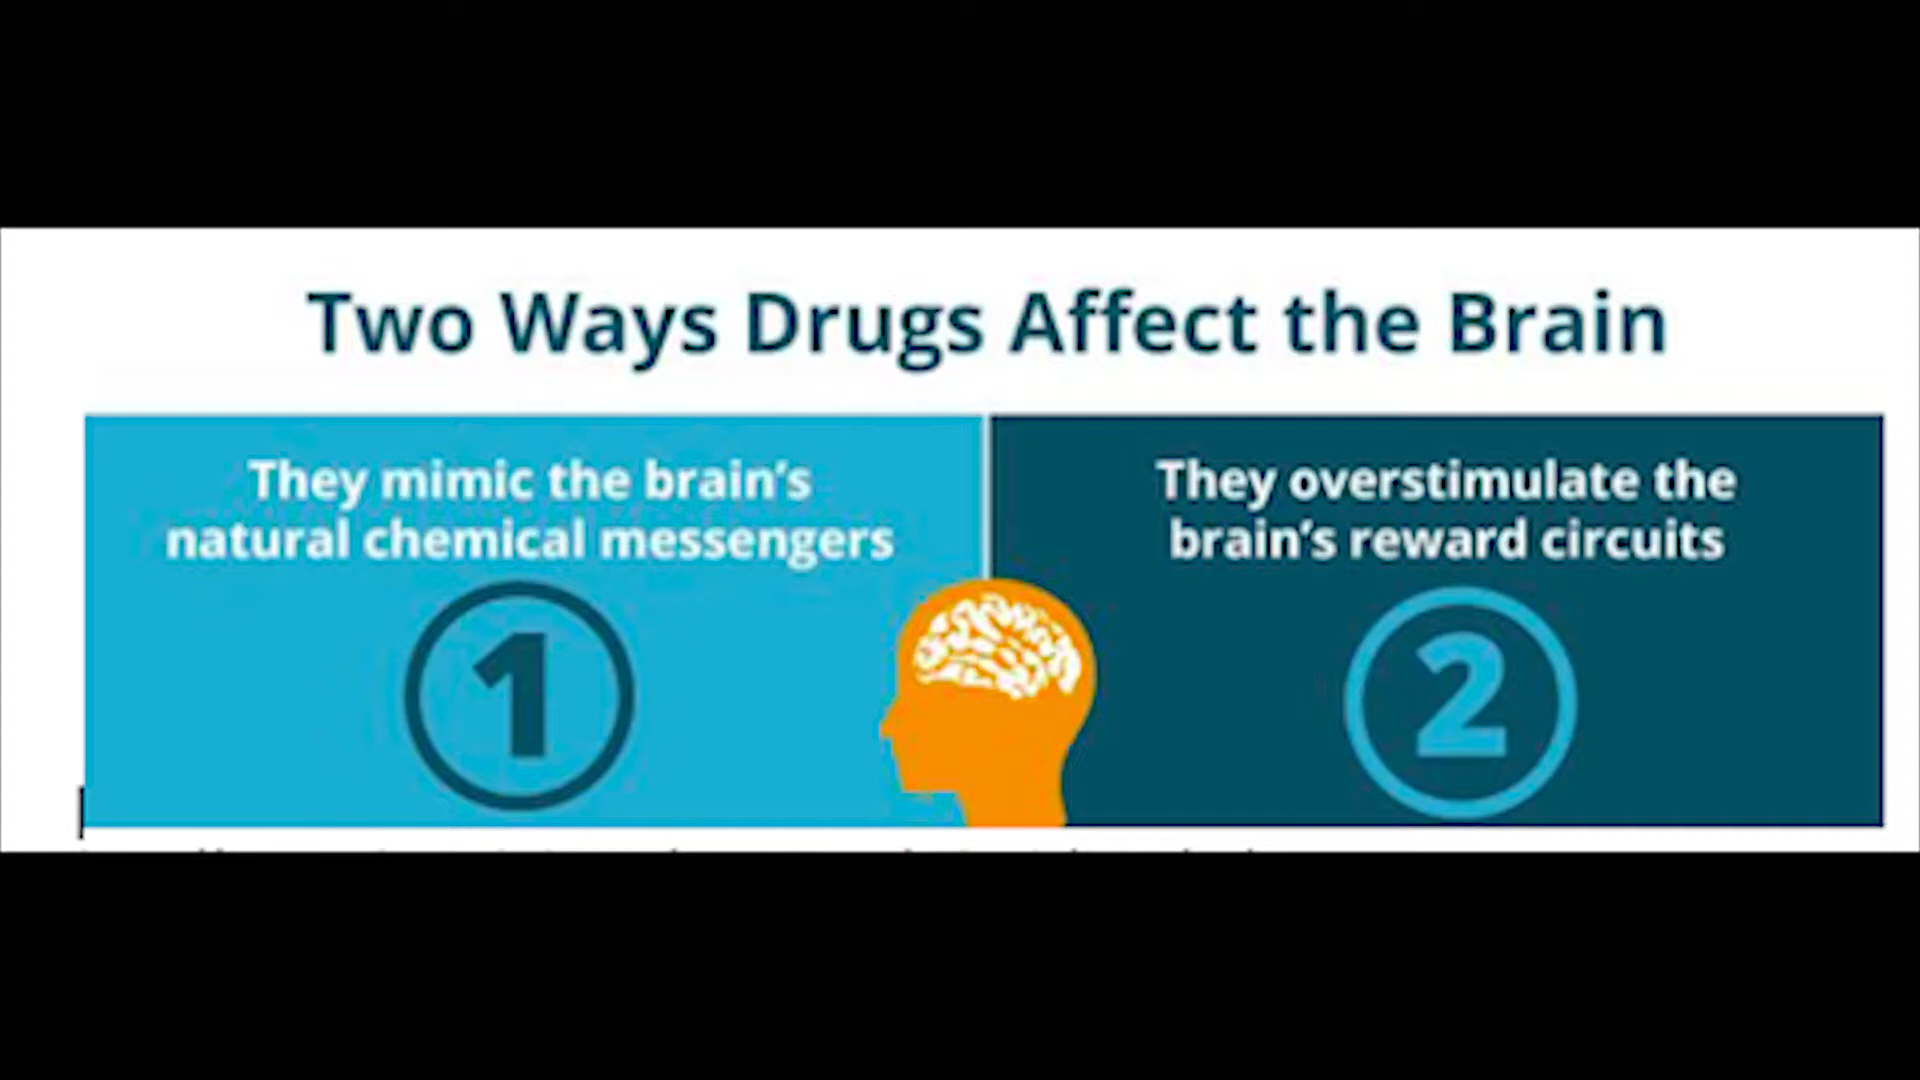 Two Ways Drugs Affect the Brain
They mimic the brain's
natural chemical messengers
1
They overstimulate the
brain's reward circuits
2